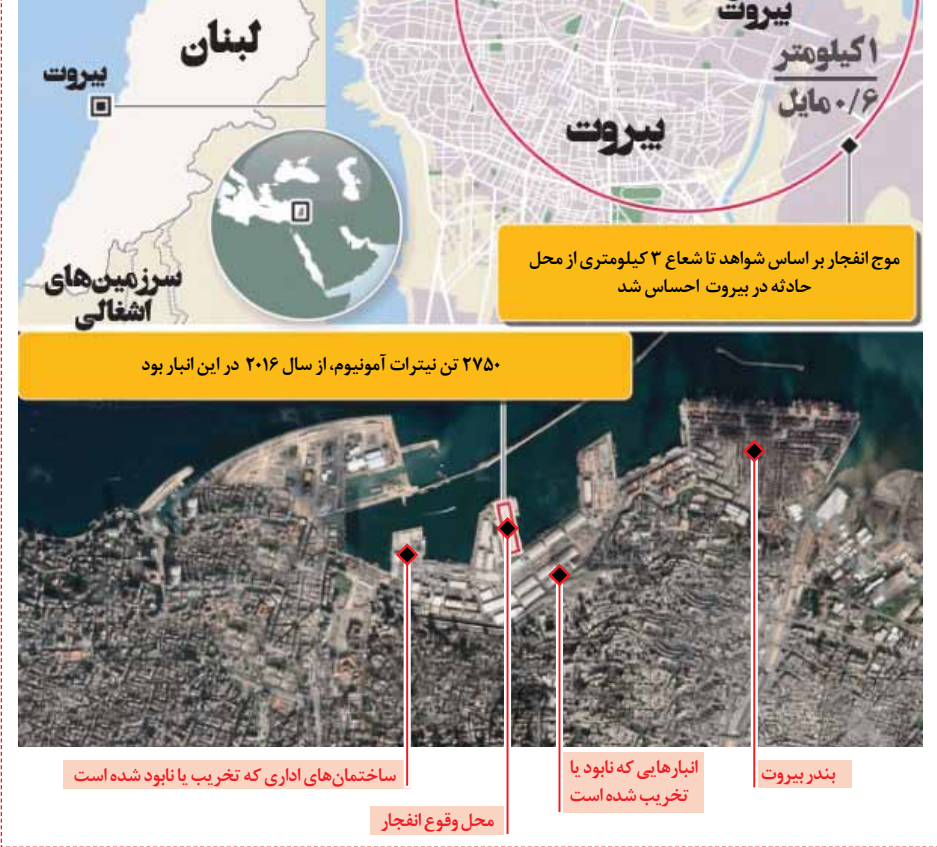 بیروت
۱ کیلومتر
۰/۶ مایل
بیروت
لبنان
بیروت
سرزمین‌های
اشغالی
موج انفجار بر اساس شواهد تا شعاع ۳ کیلومتری از محل
حادثه در بیروت احساس شد
۲۷۵۰ تن نیترات آمونیوم، از سال ۲۰۱۶ در این انبار بود
بندر بیروت
انبارهایی که نابود یا
تخریب شده است
محل وقوع انفجار
ساختمان‌های اداری که تخریب یا نابود شده است